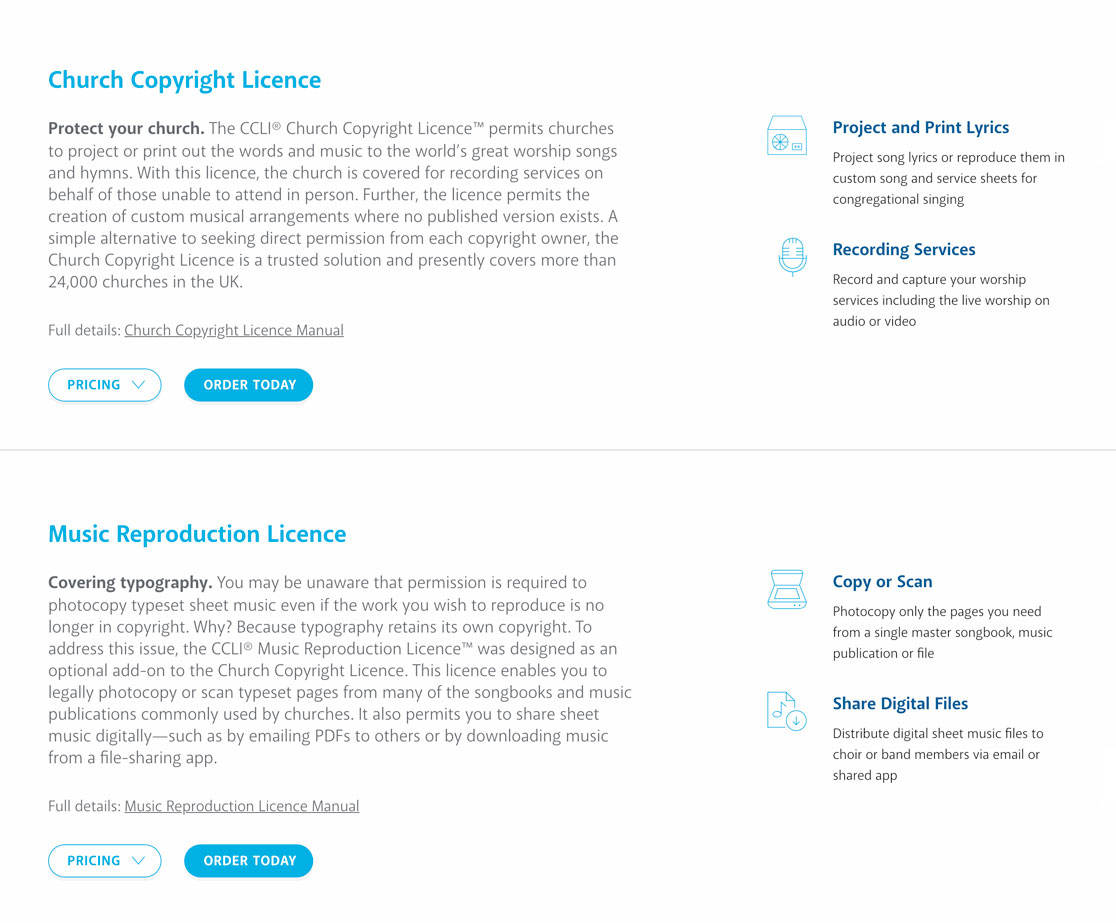 Church Copyright Licence
Protect your church. The CCLI® Church Copyright Licence™ permits churches
to project or print out the words and music to the world’s great worship songs
and hymns. With this licence, the church is covered for recording services on
behalf of those unable to attend in person. Further, the licence permits the
creation of custom musical arrangements where no published version exists. A
simple alternative to seeking direct permission from each copyright owner, the
Church Copyright Licence is a trusted solution and presently covers more than
24,000 churches in the UK.
Full details: Church Copyright Licence Manual
PRICING
ORDER TODAY
Project and Print Lyrics
Project song lyrics or reproduce them in
custom song and service sheets for
congregational singing
Recording Services
Record and capture your worship
services including the live worship on
audio or video
Music Reproduction Licence
Covering typography. You may be unaware that permission is required to
photocopy typeset sheet music even if the work you wish to reproduce is no
longer in copyright. Why? Because typography retains its own copyright. To
address this issue, the CCLI® Music Reproduction Licence™ was designed as an
optional add-on to the Church Copyright Licence. This licence enables you to
legally photocopy or scan typeset pages from many of the songbooks and music
publications commonly used by churches. It also permits you to share sheet
music digitally—such as by emailing PDFs to others or by downloading music
from a file-sharing app.
Full details: Music Reproduction Licence Manual
PRICING
ORDER TODAY
Copy or Scan
Photocopy only the pages you need
from a single master songbook, music
publication or file
Share Digital Files
Distribute digital sheet music files to
choir or band members via email or
shared app